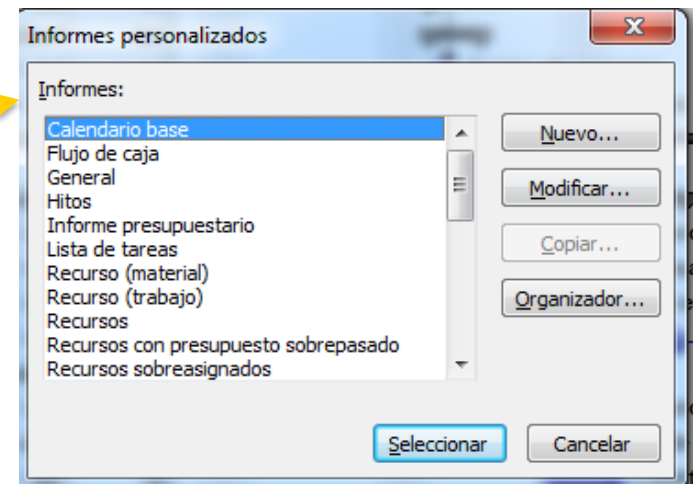 Informes personalizados
Informes:
Calendario base
Flujo de caja
General
Hitos
Informe presupuestario
Lista de tareas
Recurso (material)
Recurso (trabajo)
Recursos
Recursos con presupuesto sobrepasado
Recursos sobreasignados
Nuevo...
Modificar...
Copiar...
Organizador...
Seleccionar
Cancelar